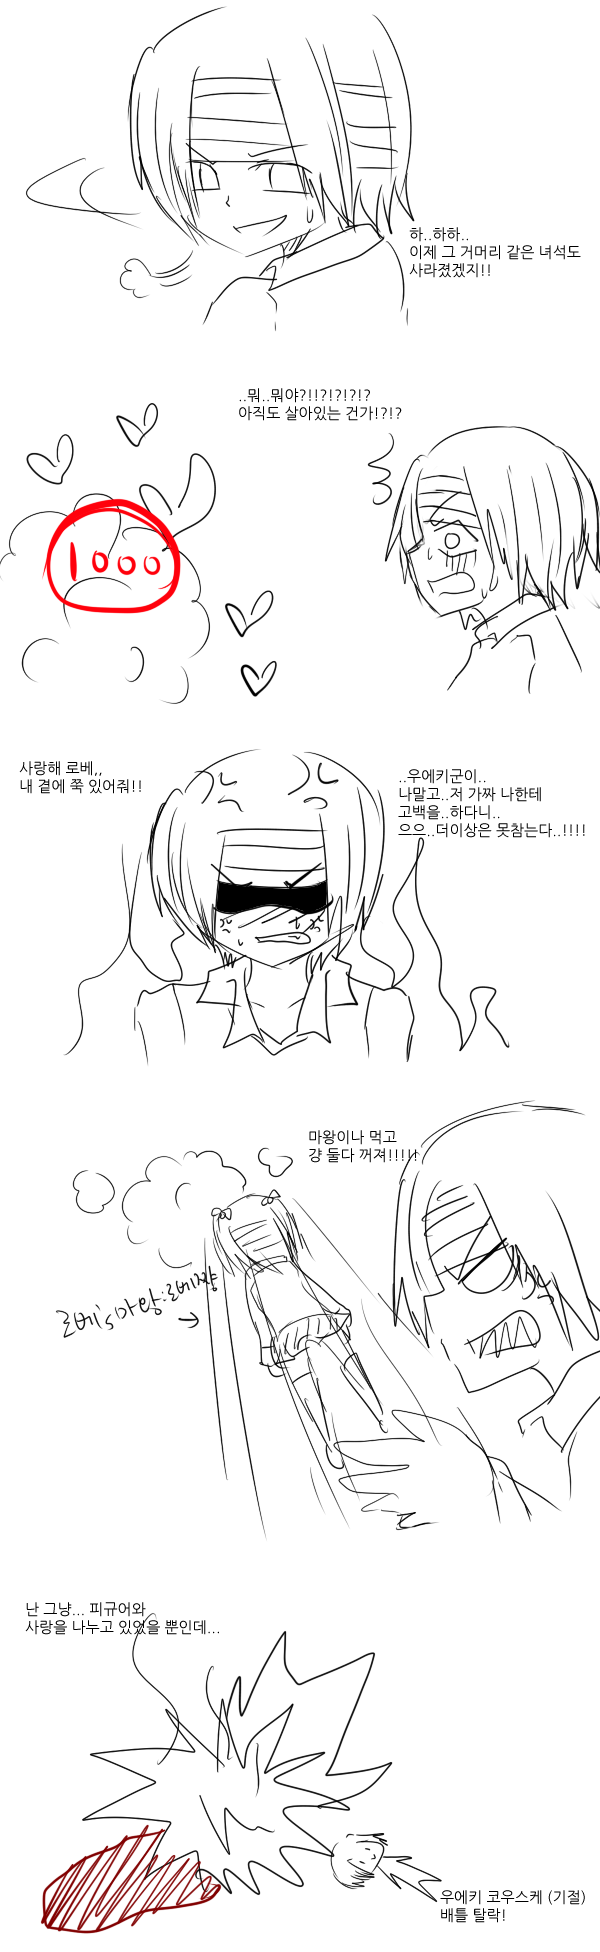 하..하하..
이제 그 거머리 같은 녀석도
사라졌겠지!!
..뭐..뭐야?!!?!?!?!?
아직도 살아있는 건가!?!?
1000
사랑해 로베,,
내 곁에 쭉 있어줘!!
..우에키군이..
나말고..저 가짜 나한테
고백을..하다니..
으으..더이상은 못참는다..!!!!
마왕이나 먹고
걍 둘다 꺼져!!!!!!
로베's마왕:로베쨩
난 그냥... 피규어와
사랑을 나누고 있었을 뿐인데...
우에키 코우스케 (기절)
배틀 탈락!